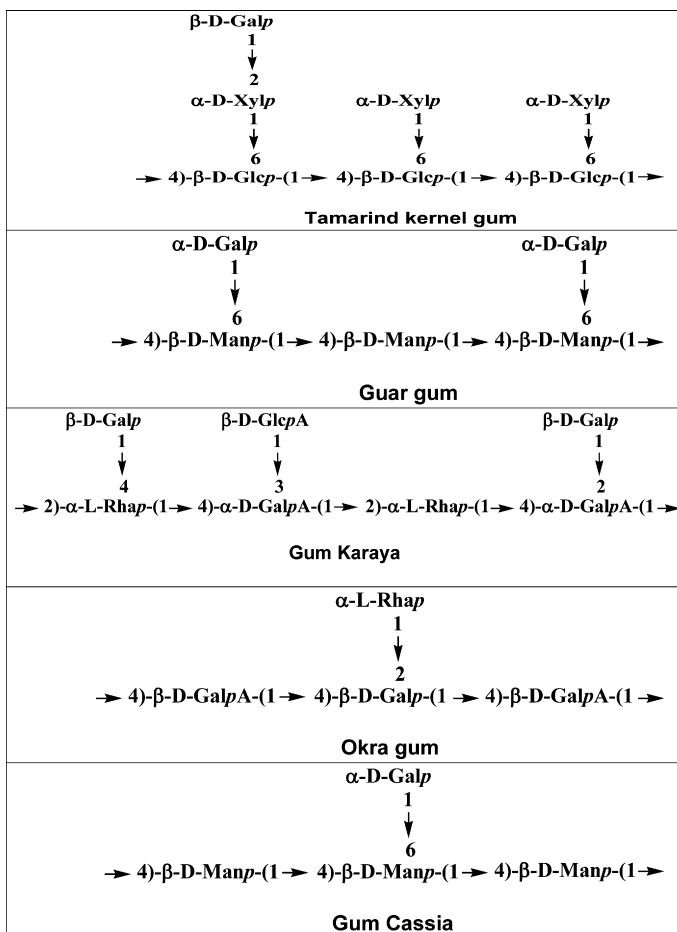 β-D-Galp
1
2
α-D-Xylp α-D-Xylp α-D-Xylp
1 1 1
6 6 6
→ 4)-β-D-Glcp-(1→ 4)-β-D-Glcp-(1→ 4)-β-D-Glcp-(1→
Tamarind kernel gum
α-D-Galp α-D-Galp
1 1
6 6
→ 4)-β-D-Manp-(1→ 4)-β-D-Manp-(1→ 4)-β-D-Manp-(1→
Guar gum
β-D-Galp β-D-GlcpA β-D-Galp
1 1 1
4 3 2
→ 2)-α-L-Rhap-(1→ 4)-α-D-GalpA-(1→ 2)-α-L-Rhap-(1→ 4)-α-D-GalpA-(1→
Gum Karaya
α-L-Rhap
1
2
→ 4)-β-D-GalpA-(1→ 4)-β-D-Galp-(1→ 4)-β-D-GalpA-(1→
Okra gum
α-D-Galp
1
6
→ 4)-β-D-Manp-(1→ 4)-β-D-Manp-(1→ 4)-β-D-Manp-(1→
Gum Cassia